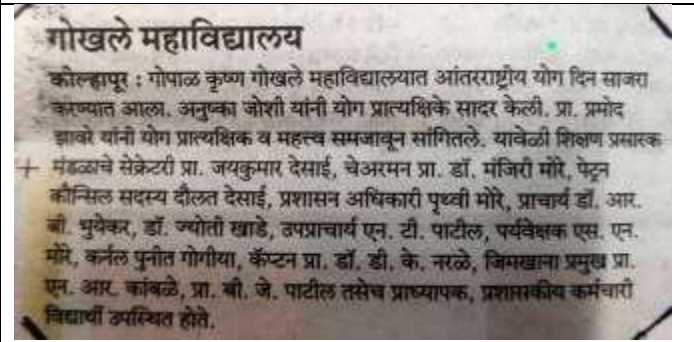 गोखले महाविद्यालय
कोल्हापूर : गोपाळ कृष्ण गोखले महाविद्यालयात आंतरराष्ट्रीय योग दिन साजरा
करण्यात आला. अनुष्का जोशी यांनी योग प्रात्यक्षिके सादर केली. प्रा. प्रमोद
झावरे यांनी योग प्रात्यक्षिक व महत्त्व समजावून सांगितले. यावेळी शिक्षण प्रसारक
मंडळाचे सेक्रेटरी प्रा. जयकुमार देसाई, चेअरमन प्रा. डॉ. मंजिरी मोरे, पेट्रन
कौन्सिल सदस्य दौलत देसाई, प्रशासन अधिकारी पृथ्वी मोरे, प्राचार्य डॉ. आर.
बी. भुयेकर, डॉ. ज्योती खाडे, उपप्राचार्य एन. टी. पाटील, पर्यवेक्षक एस. एन.
मोरे, कर्नल पुनीत गोगीया, कॅप्टन प्रा. डॉ. डी. के. नरळे, जिमखाना प्रमुख प्रा.
एन. आर. कांबळे, प्रा. बी. जे. पाटील तसेच प्राध्यापक, प्रशासकीय कर्मचारी
विद्यार्थी उपस्थित होते.